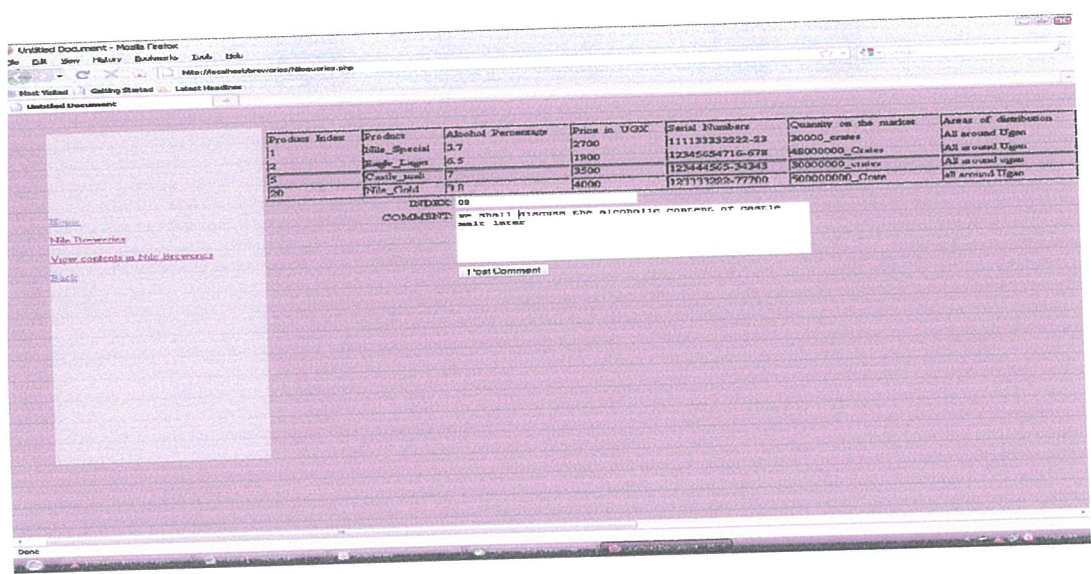 Untitled Document - Mozilla Firefox
File Edit View History Bookmarks Tools Help
http://localhost/breweries/Nilequeries.php
Most Visited Getting Started Latest Headlines
Untitled Document
Product Index Product Alcohol Percentage Price in UGX Serial Numbers Quantity on the market Areas of distribution
1 Nile_Special 5.7 2700 111133332222-23 30000_crates All around Ugan
2 Eagle_Lager 6.5 1900 12345654716-678 All around Ugan
5 7 3500 123444565-34343 30000000_crates All around ugan
20 Nile_Gold 4000 123333222-77700 500000000_Crate all around Ugan
INDEX: 09
COMMENT: we shall discuss the alcoholic content of castle
malt later
Home
Nile Breweries
View contents in Nile Breweries
Back
Post Comment
Done